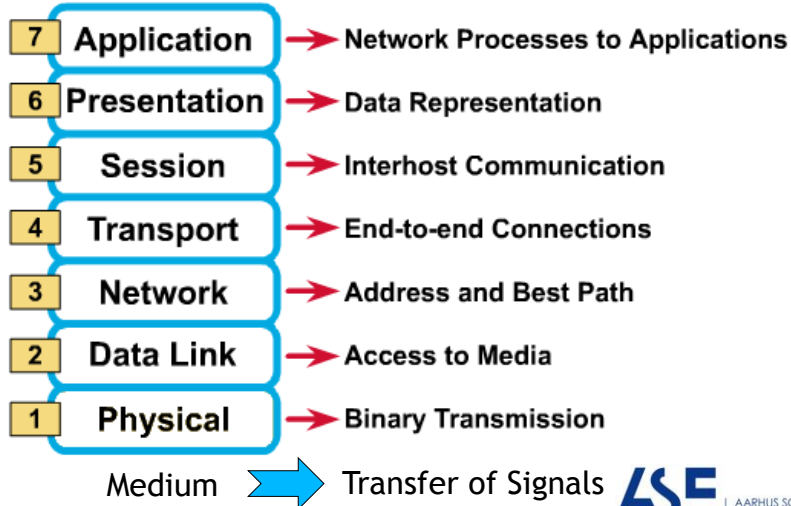 7 Application Network Processes to Applications
6 Presentation Data Representation
5 Session Interhost Communication
4 Transport End-to-end Connections
3 Network Address and Best Path
2 Data Link Access to Media
1 Physical Binary Transmission
Medium Transfer of Signals
ASE AARHUS